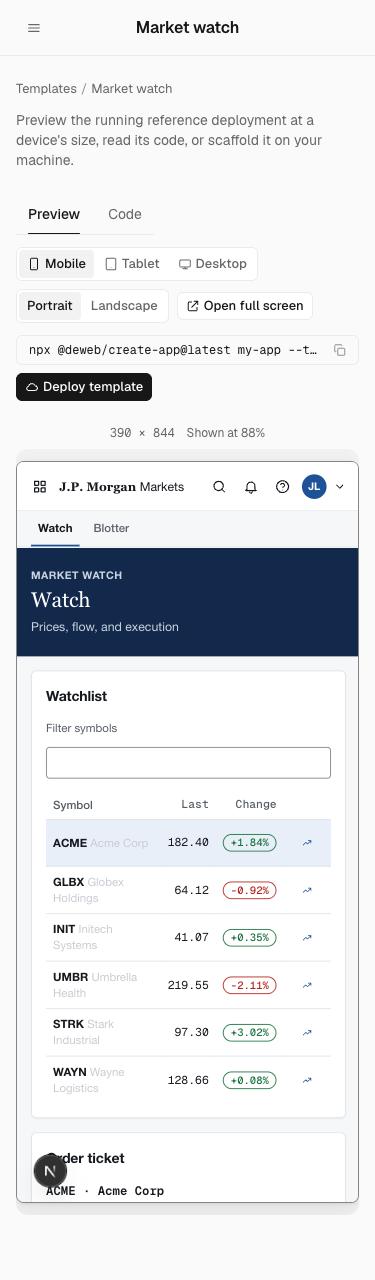 Market watch
Templates / Market watch
Preview the running reference deployment at a
device's size, read its code, or scaffold it on your
machine.
Preview Code
Mobile Tablet Desktop
Portrait Landscape Open full screen
npx @deweb/create-app@latest my-app --t…
Deploy template
390 × 844 Shown at 88%
J.P. Morgan Markets JL
Watch Blotter
MARKET WATCH
Watch
Prices, flow, and execution
Watchlist
Filter symbols
Symbol Last Change
ACME Acme Corp 182.40 +1.84%
GLBX Globex
Holdings 64.12 -0.92%
INIT Initech
Systems 41.07 +0.35%
UMBR Umbrella
Health 219.55 -2.11%
STRK Stark
Industrial 97.30 +3.02%
WAYN Wayne
Logistics 128.66 +0.08%
Order ticket
N
ACME · Acme Corp